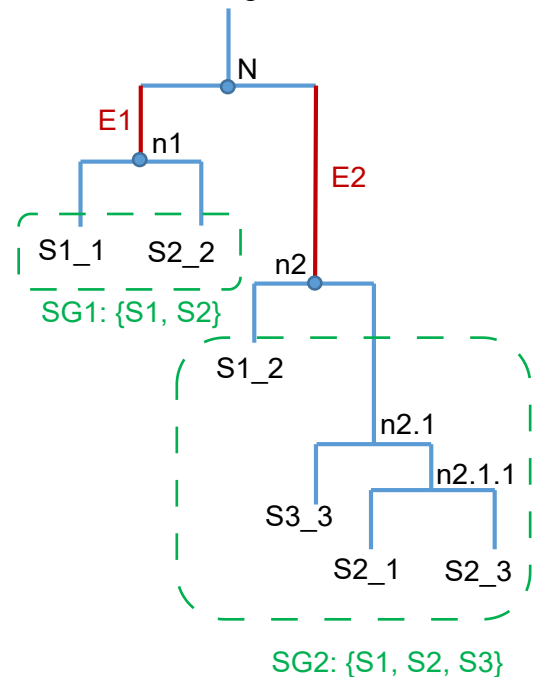 N
E1
n1
E2
S1_1
S2_2
n2
SG1: {S1, S2}
S1_2
n2.1
n2.1.1
S3_3
S2_1
S2_3
SG2: {S1, S2, S3}